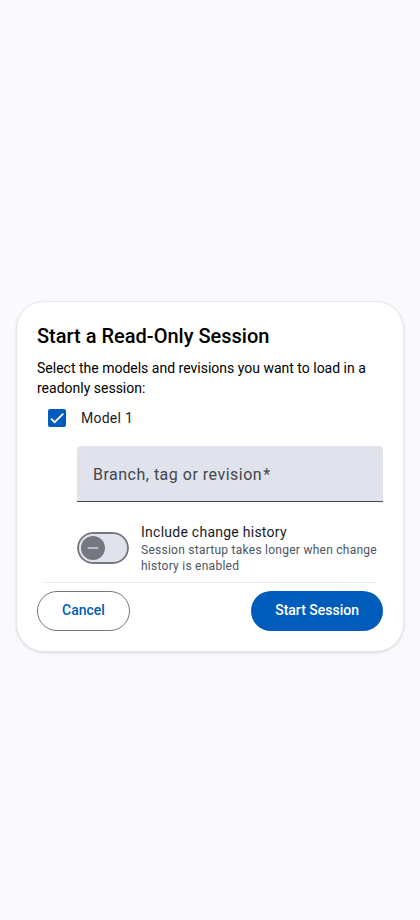 Start a Read-Only Session
Select the models and revisions you want to load in a
readonly session:
Model 1
Branch, tag or revision*
Include change history
Session startup takes longer when change
history is enabled
Cancel
Start Session